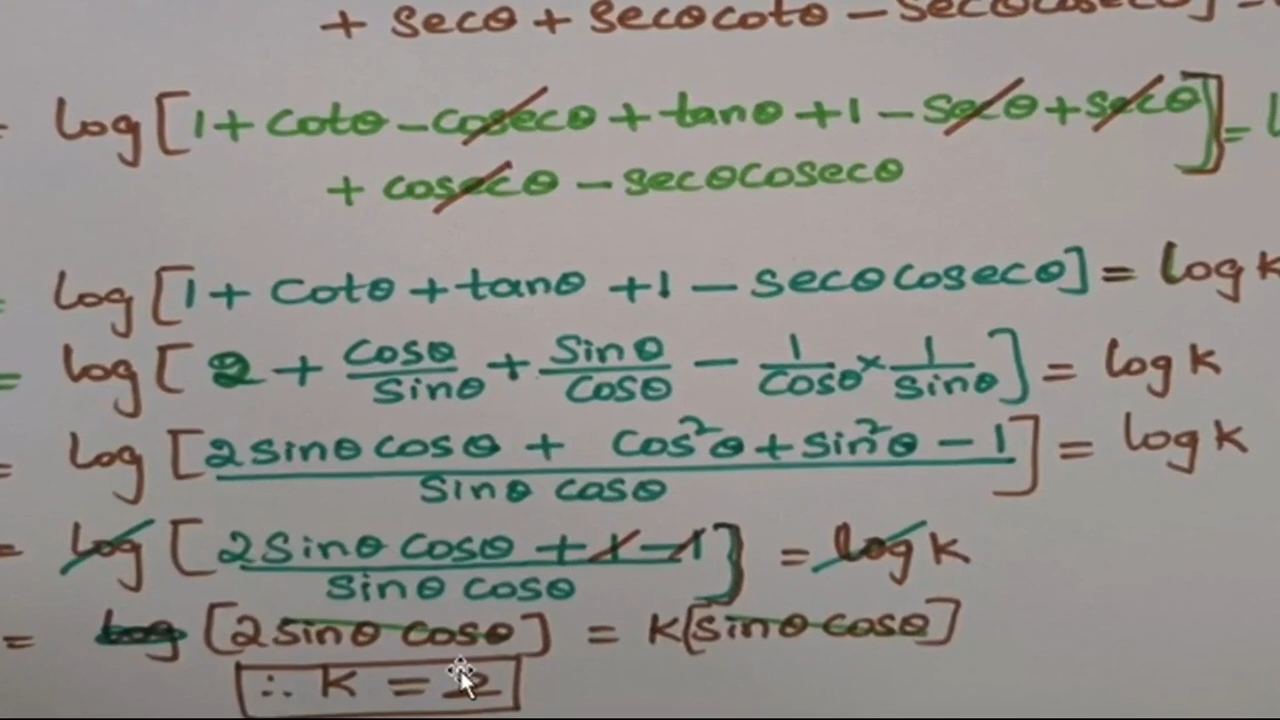 + secθ + secθcotθ - secθcosecθ]
log[1 + cotθ - cosecθ + tanθ + 1 - secθ + secθ] =
+ cosecθ - secθcosecθ
= log[1 + cotθ + tanθ + 1 - secθcosecθ] = log k
= log[2 + cosθ/sinθ + sinθ/cosθ - 1/cosθ × 1/sinθ] = log k
= log[2sinθ cosθ + cos²θ + sin²θ - 1 / sinθ cosθ] = log k
= log[2sinθ cosθ + 1 - 1 / sinθ cosθ] = log k
= log [2sinθ cosθ] = k[sinθ cosθ]
∴ k = 2